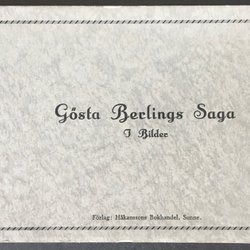 Gösta Berlings Saga
I Bilder
Förlag: Håkanssons Bokhandel, Sunne.